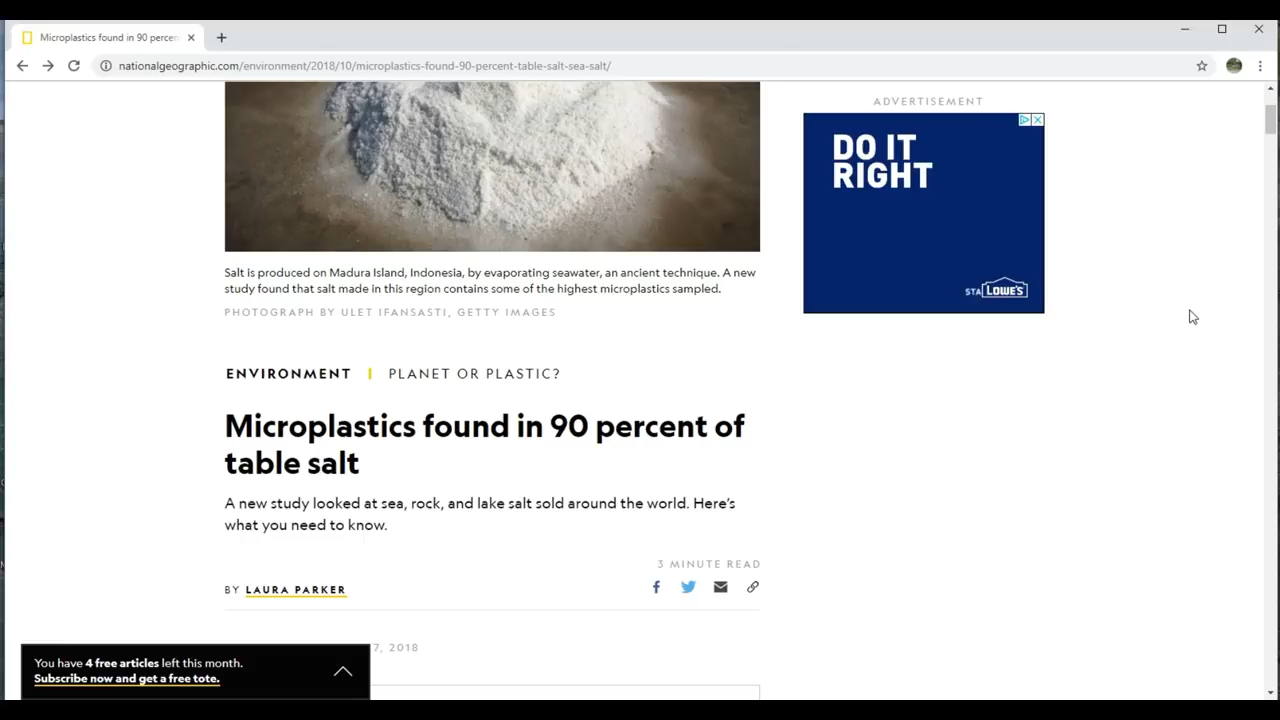 Microplastics found in 90 percen
nationalgeographic.com/environment/2018/10/microplastics-found-90-percent-table-salt-sea-salt/
ADVERTISEMENT
DO IT
RIGHT
STA LOWE'S
Salt is produced on Madura Island, Indonesia, by evaporating seawater, an ancient technique. A new
study found that salt made in this region contains some of the highest microplastics sampled.
PHOTOGRAPH BY ULET IFANSASTI, GETTY IMAGES
ENVIRONMENT | PLANET OR PLASTIC?
Microplastics found in 90 percent of
table salt
A new study looked at sea, rock, and lake salt sold around the world. Here's
what you need to know.
3 MINUTE READ
BY LAURA PARKER
7, 2018
You have 4 free articles left this month.
Subscribe now and get a free tote.